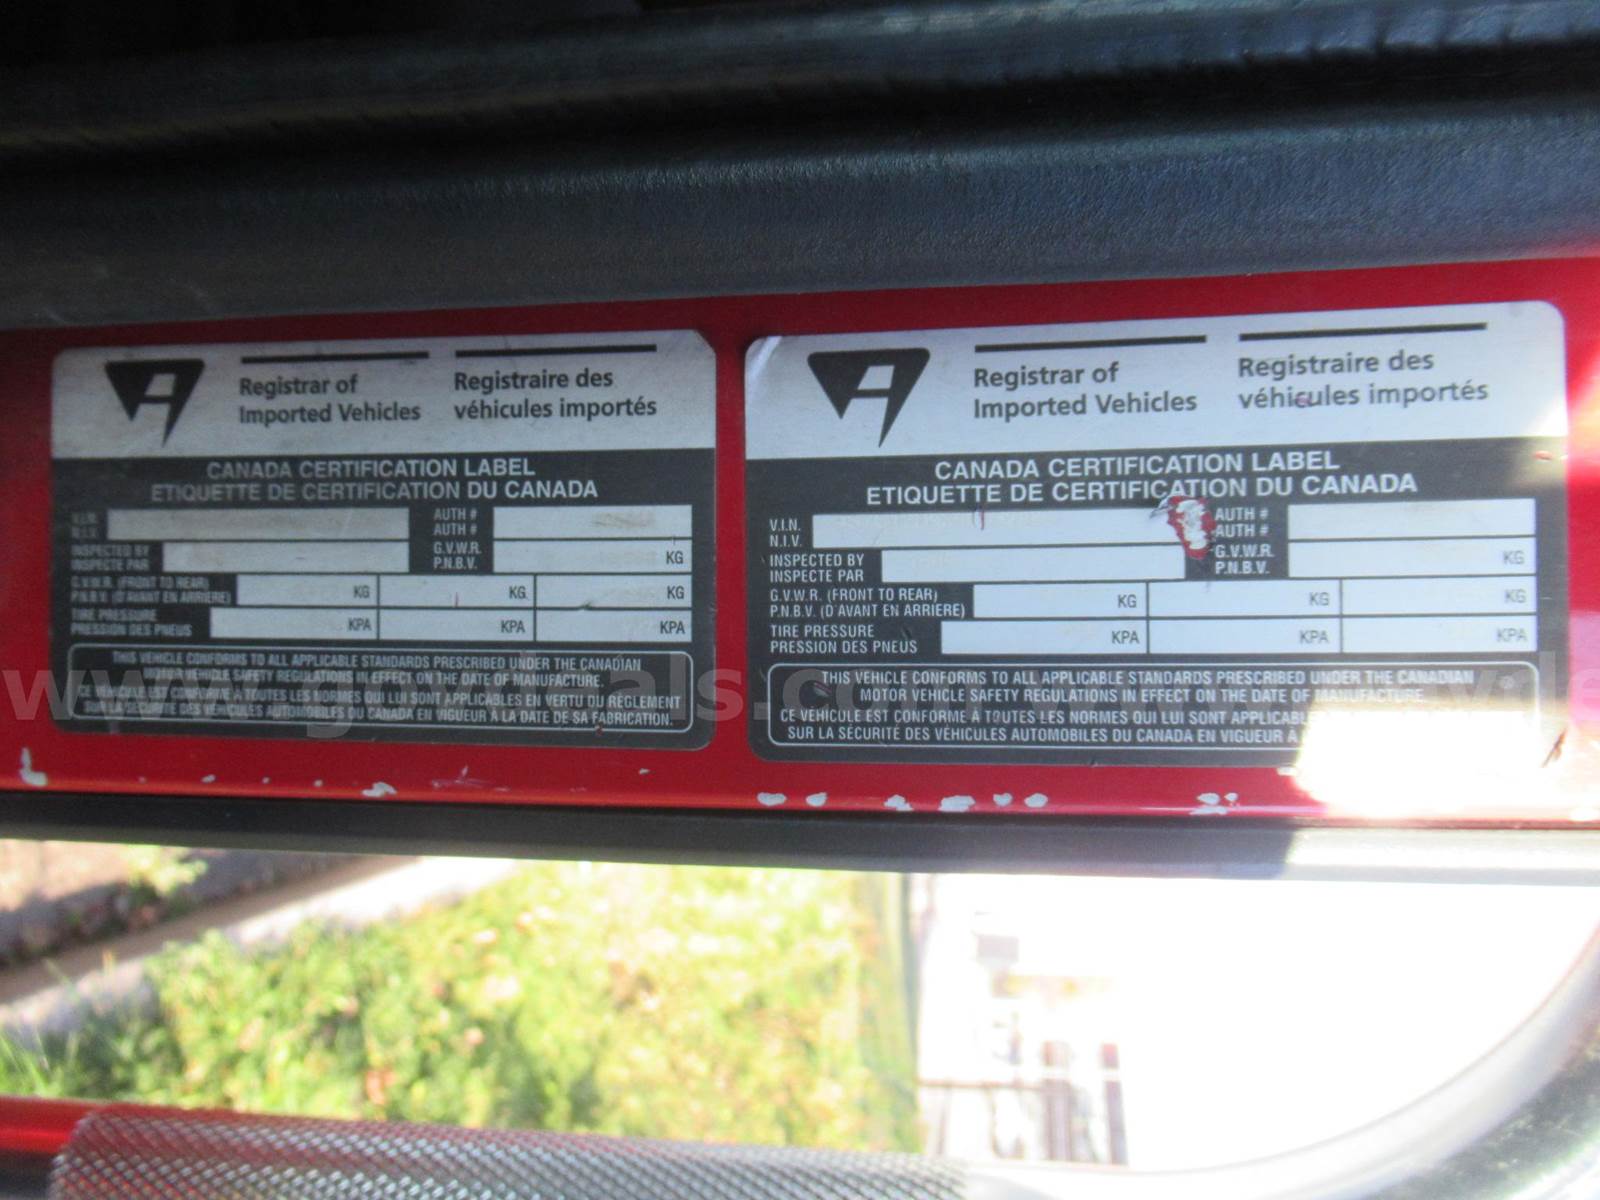 Registrar of
Imported Vehicles
Registraire des
véhicules importés
CANADA CERTIFICATION LABEL
ETIQUETTE DE CERTIFICATION DU CANADA
V.I.N.
N.I.V.
AUTH #
AUTH #
INSPECTED BY
INSPECTE PAR
G.V.W.R.
P.N.B.V.
KG
G.V.W.R. (FRONT TO REAR)
P.N.B.V. (D'AVANT EN ARRIERE)
KG KG KG
TIRE PRESSURE
PRESSION DES PNEUS
KPA KPA KPA
THIS VEHICLE CONFORMS TO ALL APPLICABLE STANDARDS PRESCRIBED UNDER THE CANADIAN
MOTOR VEHICLE SAFETY REGULATIONS IN EFFECT ON THE DATE OF MANUFACTURE.
CE VÉHICULE EST CONFORME À TOUTES LES NORMES QUI LUI SONT APPLICABLES EN VERTU DU RÈGLEMENT
SUR LA SÉCURITÉ DES VÉHICULES AUTOMOBILES DU CANADA EN VIGUEUR À LA DATE DE SA FABRICATION.
Registrar of
Imported Vehicles
Registraire des
véhicules importés
CANADA CERTIFICATION LABEL
ETIQUETTE DE CERTIFICATION DU CANADA
V.I.N.
N.I.V.
AUTH #
AUTH #
INSPECTED BY
INSPECTE PAR
G.V.W.R.
P.N.B.V.
KG
G.V.W.R. (FRONT TO REAR)
P.N.B.V. (D'AVANT EN ARRIERE)
KG KG KG
TIRE PRESSURE
PRESSION DES PNEUS
KPA KPA KPA
THIS VEHICLE CONFORMS TO ALL APPLICABLE STANDARDS PRESCRIBED UNDER THE CANADIAN
MOTOR VEHICLE SAFETY REGULATIONS IN EFFECT ON THE DATE OF MANUFACTURE.
CE VÉHICULE EST CONFORME À TOUTES LES NORMES QUI LUI SONT
SUR LA SÉCURITÉ DES VÉHICULES AUTOMOBILES DU CANADA EN VIGUEUR À